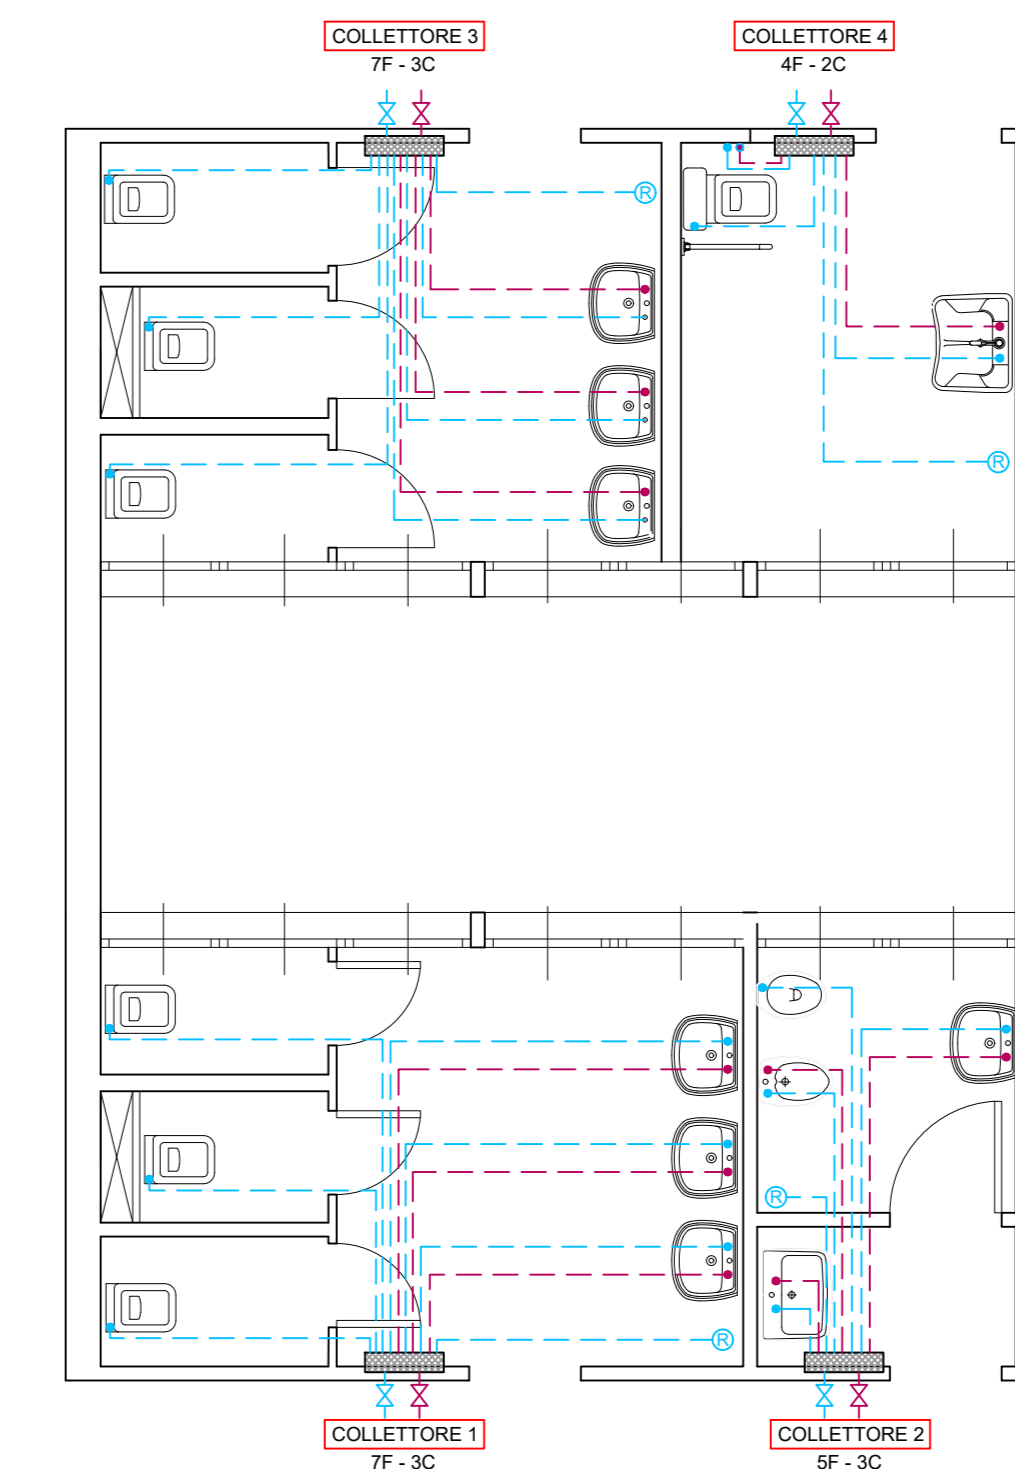 COLLETTORE 3
7F - 3C
COLLETTORE 4
4F - 2C
R
R
R
R
COLLETTORE 1
7F - 3C
COLLETTORE 2
5F - 3C